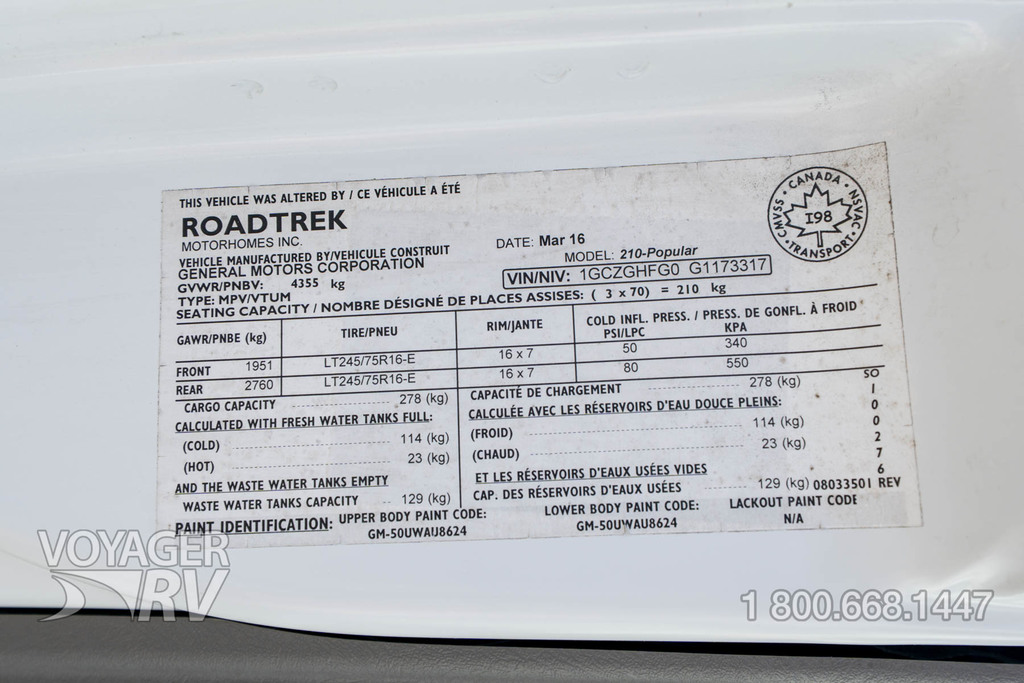 THIS VEHICLE WAS ALTERED BY / CE VÉHICULE A ÉTÉ
ROADTREK
MOTORHOMES INC.
VEHICLE MANUFACTURED BY/VEHICULE CONSTRUIT
GENERAL MOTORS CORPORATION
DATE: Mar 16
GVWR/PNBV: 4355 kg
MODEL: 210-Popular
TYPE: MPV/VTUM
VIN/NIV: 1GCZGHFG0 G1173317
CANADA
CMVSS
NSVAC
198
TRANSPORT
SEATING CAPACITY / NOMBRE DÉSIGNÉ DE PLACES ASSISES: ( 3 x 70) = 210 kg
GAWR/PNBE (kg) TIRE/PNEU RIM/JANTE COLD INFL. PRESS. / PRESS. DE GONFL. À FROID
PSI/LPC KPA
FRONT 1951 LT245/75R16-E 16 x 7 50 340
REAR 2760 LT245/75R16-E 16 x 7 80 550
CARGO CAPACITY 278 (kg)
CALCULATED WITH FRESH WATER TANKS FULL:
(COLD) 114 (kg)
(HOT) 23 (kg)
AND THE WASTE WATER TANKS EMPTY
WASTE WATER TANKS CAPACITY 129 (kg)
CAPACITÉ DE CHARGEMENT 278 (kg)
CALCULÉE AVEC LES RÉSERVOIRS D'EAU DOUCE PLEINS:
(FROID) 114 (kg)
(CHAUD) 23 (kg)
ET LES RÉSERVOIRS D'EAUX USÉES VIDES
CAP. DES RÉSERVOIRS D'EAUX USÉES 129 (kg)
SO
1
0
0
2
7
6
08033501 REV
PAINT IDENTIFICATION: UPPER BODY PAINT CODE: LOWER BODY PAINT CODE: LACKOUT PAINT CODE
GM-50UWAU8624 GM-50UWAU8624 N/A
VOYAGER
RV
1 800.668.1447